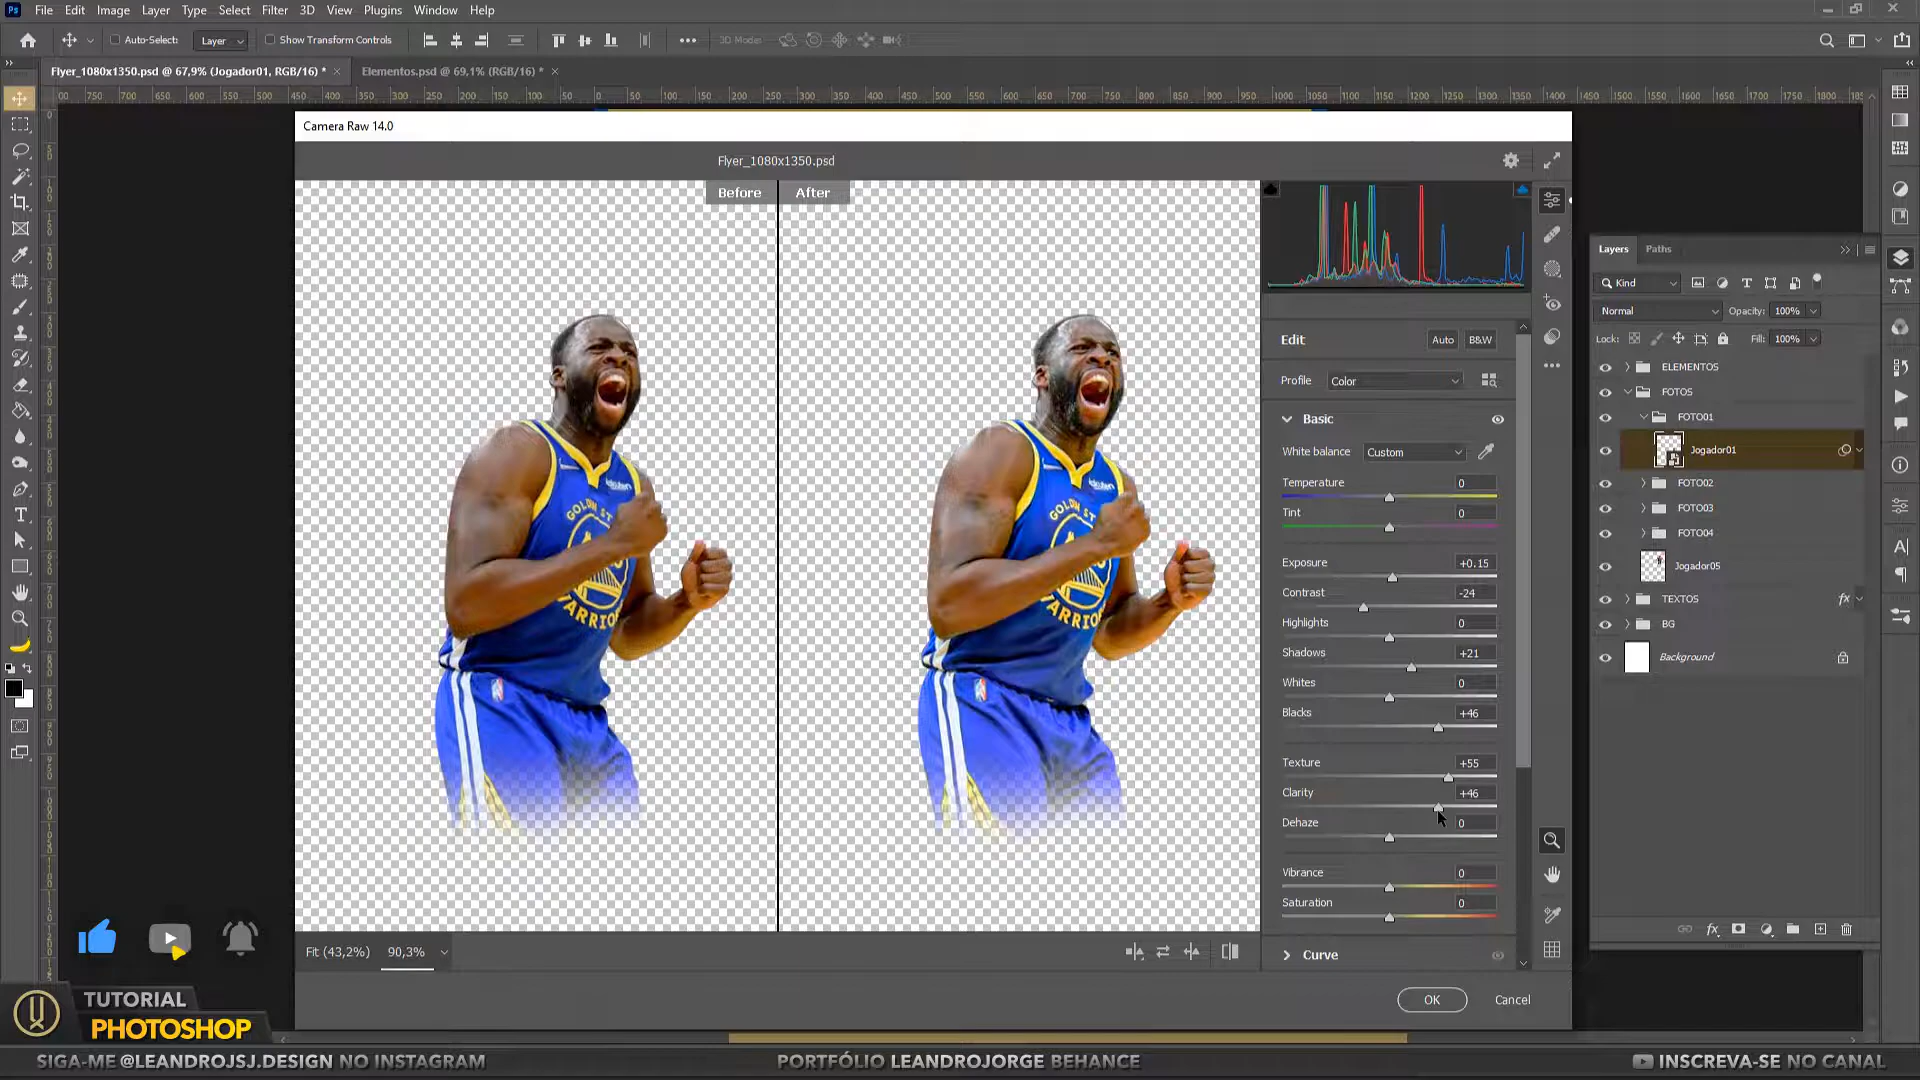 File Edit Image Layer Type Select Filter 3D View Plugins Window Help
Auto-Select: Layer Show Transform Controls 3D Mode:
Flyer_1080x1350.psd @ 67,9% (Jogador01, RGB/16) * Elementos.psd @ 69,1% (RGB/16) *
Camera Raw 14.0
Flyer_1080x1350.psd
Before After
Edit Auto B&W
Profile Color
Basic
White balance Custom
Temperature 0
Tint 0
Exposure +0.15
Contrast -24
Highlights 0
Shadows +21
Whites 0
Blacks +46
Texture +55
Clarity +46
Dehaze 0
Vibrance 0
Saturation 0
Curve
Fit (43,2%) 90,3%
OK Cancel
Layers Paths
Kind
Normal Opacity: 100%
Lock: Fill: 100%
ELEMENTOS
FOTOS
FOTO01
Jogador01
FOTO02
FOTO03
FOTO04
Jogador05
TEXTOS fx
BG
Background
TUTORIAL
PHOTOSHOP
SIGA-ME @LEANDROJSJ.DESIGN NO INSTAGRAM
PORTFÓLIO LEANDROJORGE BEHANCE
INSCREVA-SE NO CANAL